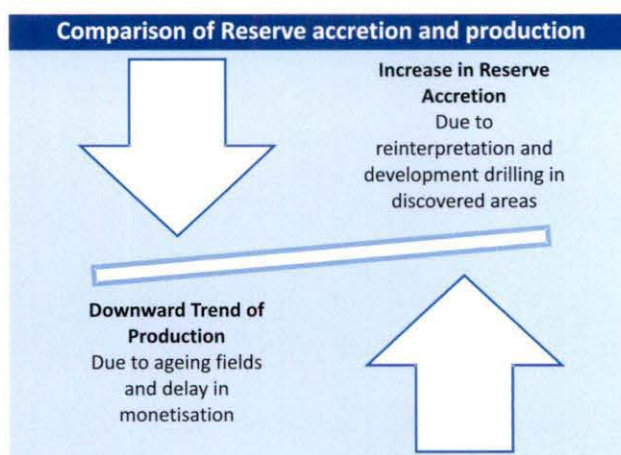 Comparison of Reserve accretion and production
Increase in Reserve
Accretion
Due to
reinterpretation and
development drilling in
discovered areas
Downward Trend of
Production
Due to ageing fields
and delay in
monetisation